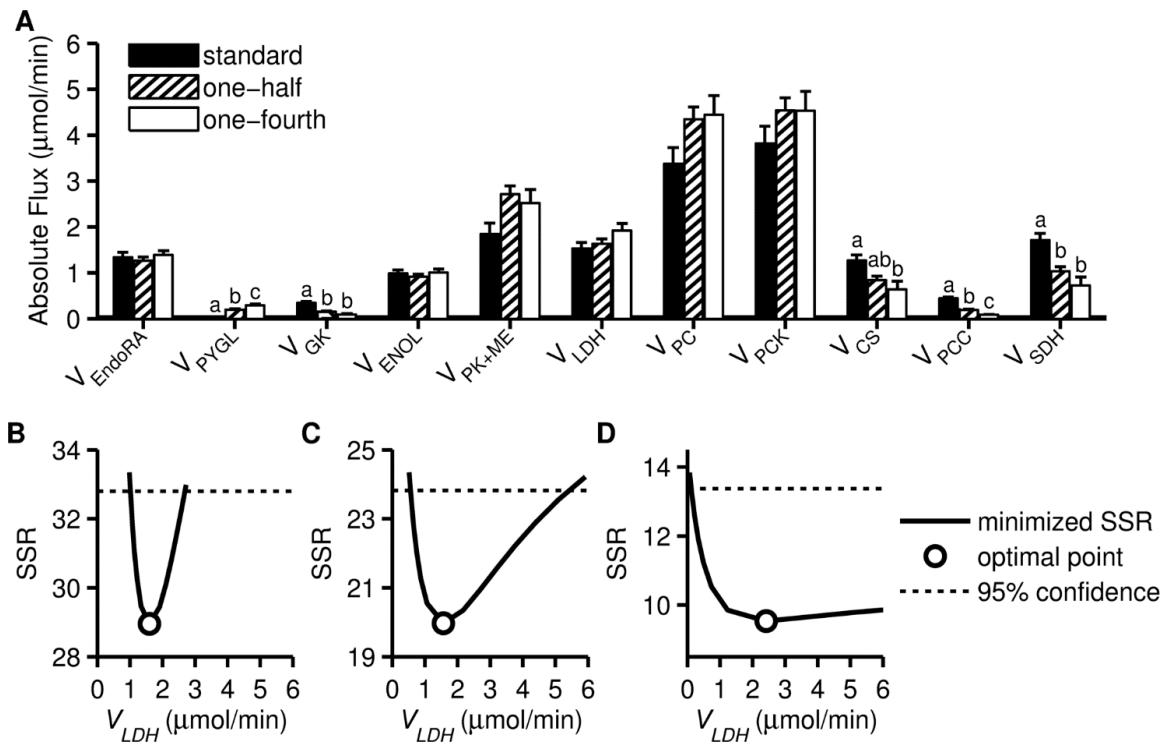 A
Absolute Flux (μmol/min)
6
5
4
3
2
1
0
standard
one−half
one−fourth
a b c
a b b
a ab b
a b c
a b b
V EndoRA
V PYGL
V GK
V ENOL
V PK+ME
V LDH
V PC
V PCK
V CS
V PCC
V SDH
B
SSR
34
32
30
28
0 1 2 3 4 5 6
V LDH (μmol/min)
C
SSR
25
23
21
19
0 1 2 3 4 5 6
V LDH (μmol/min)
D
SSR
14
12
10
0 1 2 3 4 5 6
V LDH (μmol/min)
minimized SSR
optimal point
95% confidence